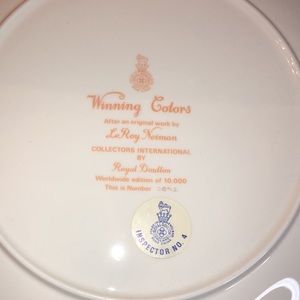 Winning Colors
After an original work by
LeRoy Neiman
COLLECTORS INTERNATIONAL
BY
Royal Doulton
Worldwide edition of 10,000
This is Number
INSPECTOR NO. 4